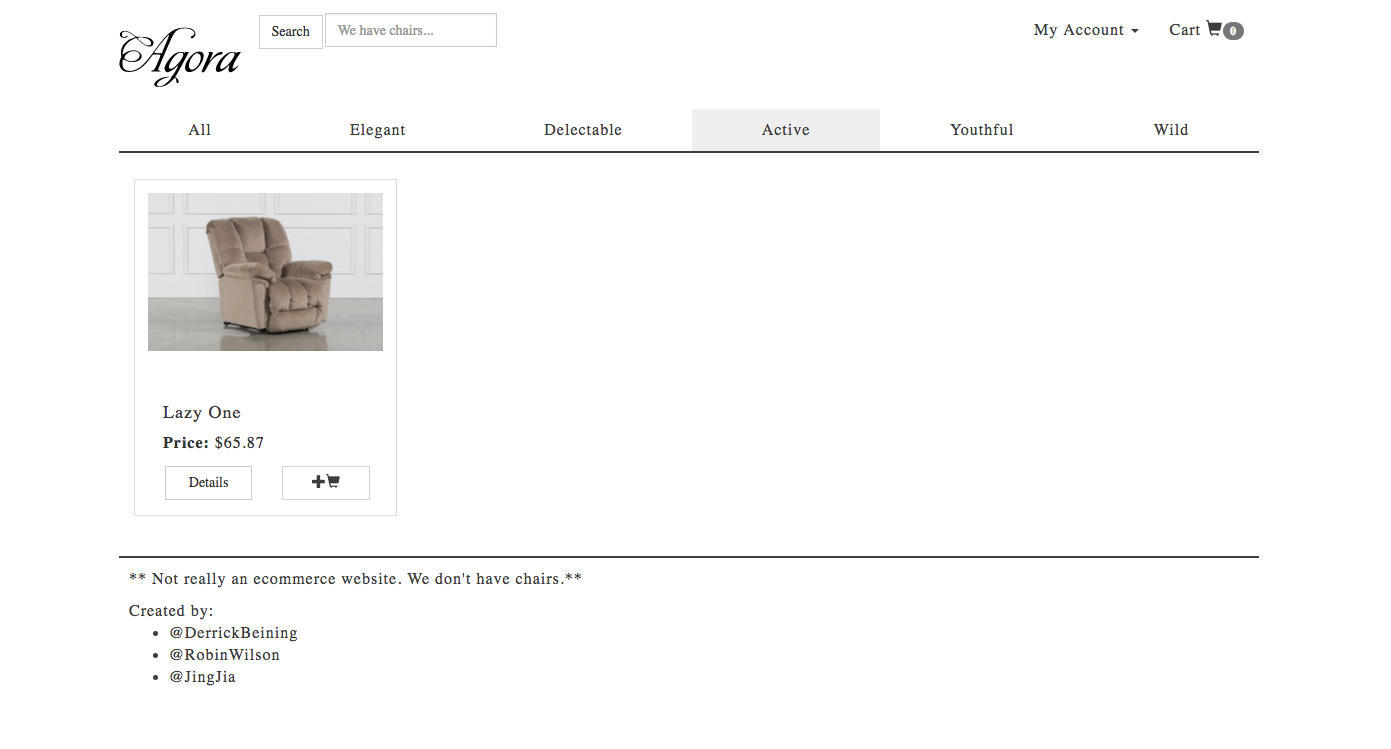 Agora
Search
We have chairs...
My Account
Cart 0
All Elegant Delectable Active Youthful Wild
Lazy One
Price: $65.87
Details
** Not really an ecommerce website. We don't have chairs.**
Created by:
@DerrickBeining
@RobinWilson
@JingJia